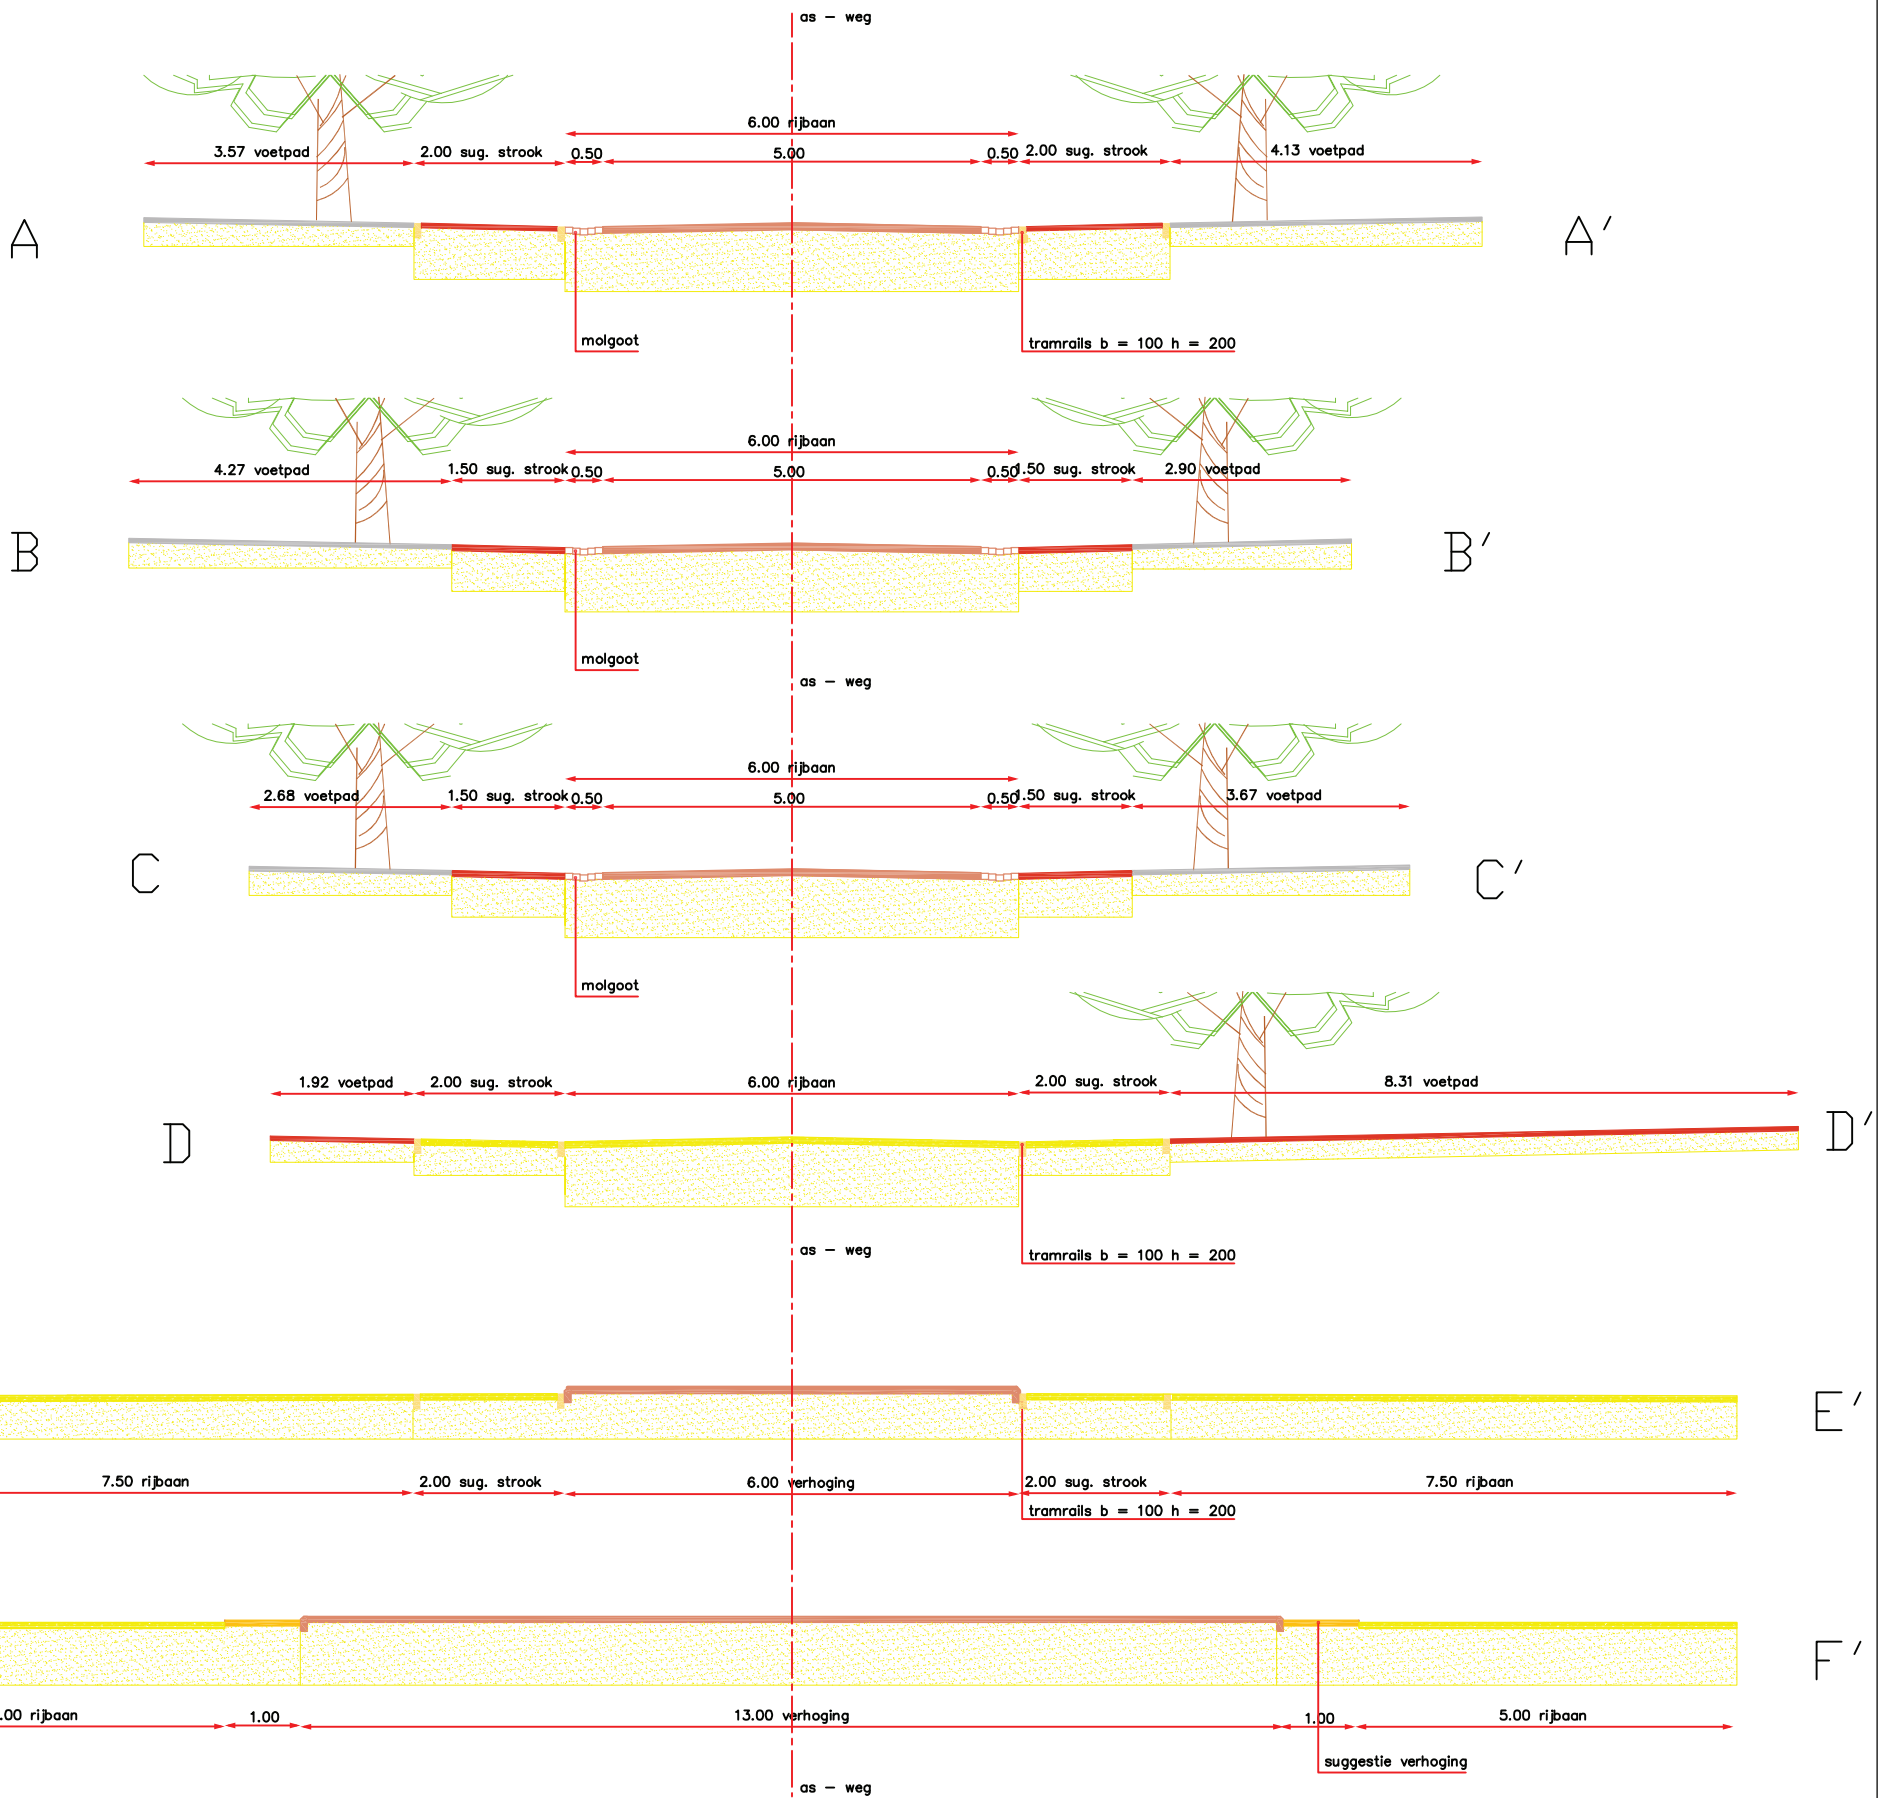 as - weg
6.00 rijbaan
3.57 voetpad 2.00 sug. strook 0.50 5.00 0.50 2.00 sug. strook 4.13 voetpad
A A'
molgoot tramrails b = 100 h = 200
6.00 rijbaan
4.27 voetpad 1.50 sug. strook 0.50 5.00 0.50 1.50 sug. strook 2.90 voetpad
B B'
molgoot
as - weg
6.00 rijbaan
2.68 voetpad 1.50 sug. strook 0.50 5.00 0.50 1.50 sug. strook 3.67 voetpad
C C'
molgoot
1.92 voetpad 2.00 sug. strook 6.00 rijbaan 2.00 sug. strook 8.31 voetpad
D D'
as - weg tramrails b = 100 h = 200
E'
7.50 rijbaan 2.00 sug. strook 6.00 verhoging 2.00 sug. strook 7.50 rijbaan
tramrails b = 100 h = 200
F'
.00 rijbaan 1.00 13.00 verhoging 1.00 5.00 rijbaan
suggestie verhoging
as - weg